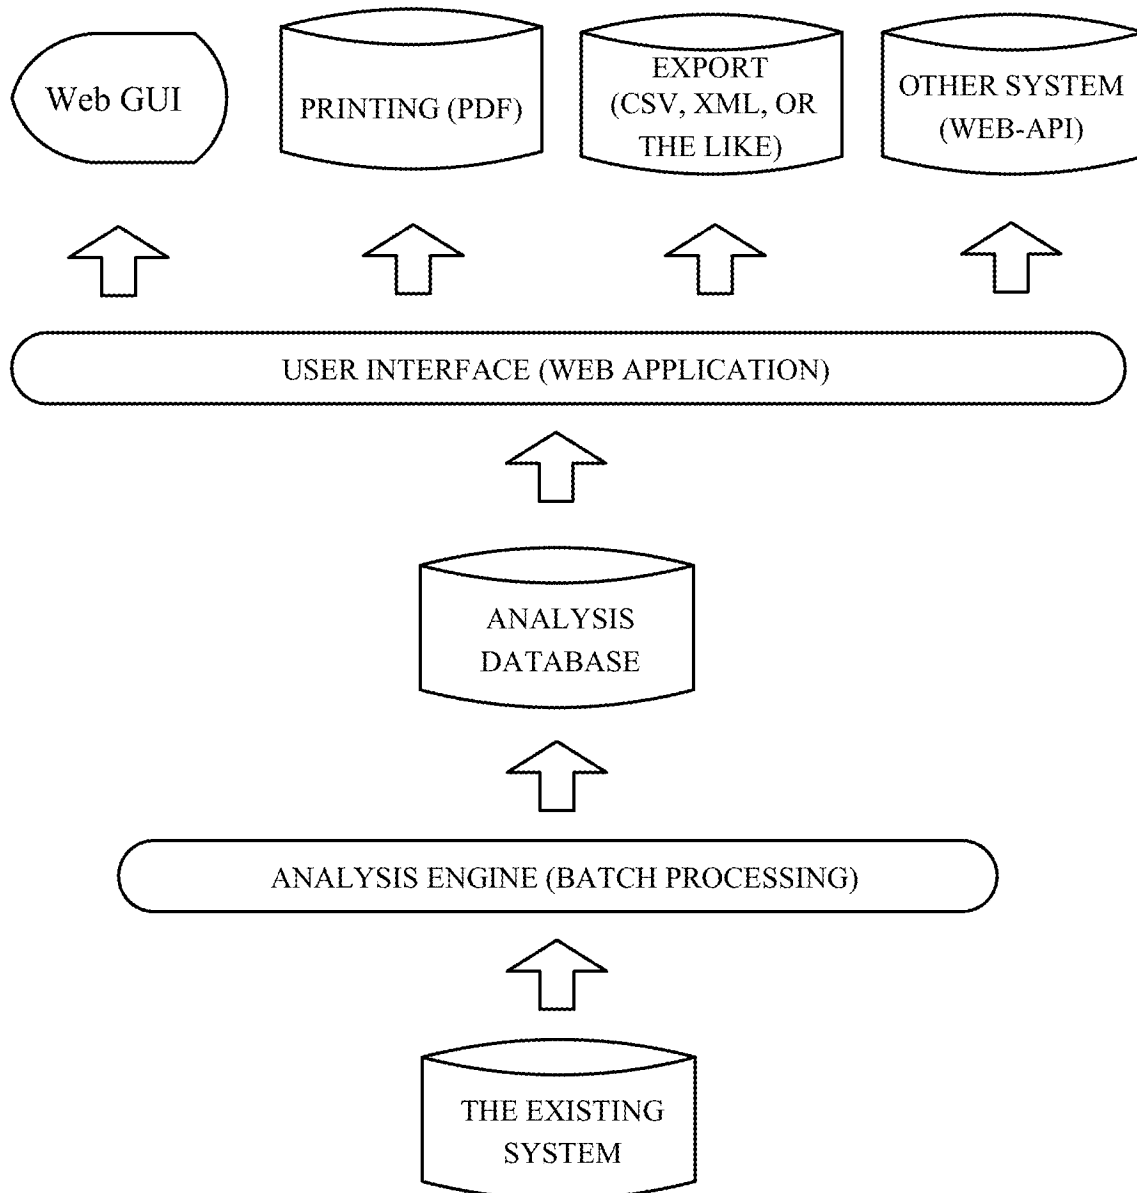 Web GUI
PRINTING (PDF)
EXPORT
(CSV, XML, OR
THE LIKE)
OTHER SYSTEM
(WEB-API)
USER INTERFACE (WEB APPLICATION)
ANALYSIS
DATABASE
ANALYSIS ENGINE (BATCH PROCESSING)
THE EXISTING
SYSTEM